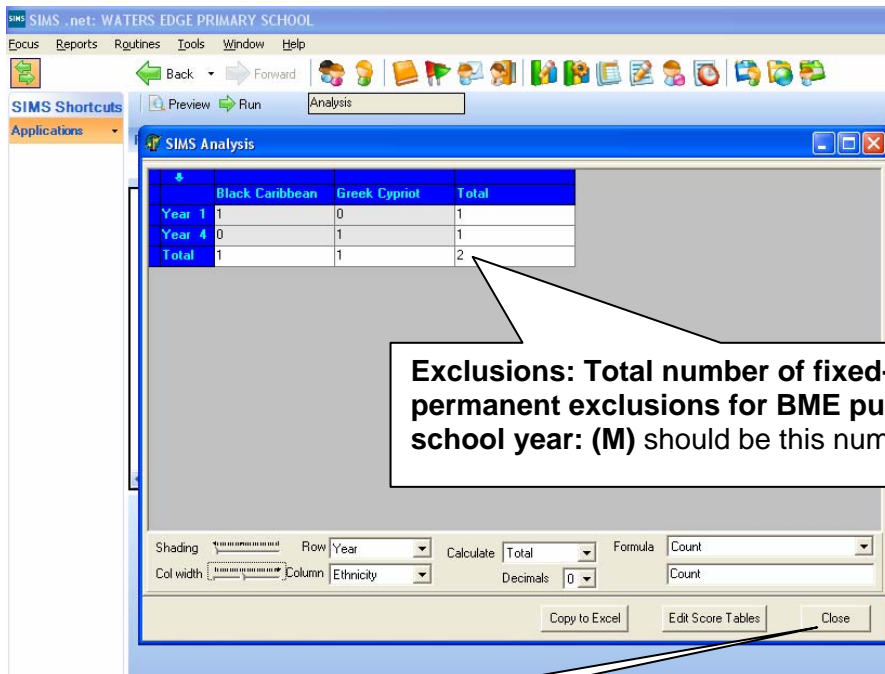 SIMS SIMS .net: WATERS EDGE PRIMARY SCHOOL
Focus Reports Routines Tools Window Help
Back Forward
SIMS Shortcuts Preview Run Analysis
Applications
SIMS Analysis
Black Caribbean Greek Cypriot Total
Year 1 1 0 1
Year 4 0 1 1
Total 1 1 2
Exclusions: Total number of fixed-
permanent exclusions for BME pu
school year: (M) should be this num
Shading Row Year Calculate Total Formula Count
Col width Column Ethnicity Decimals 0 Count
Copy to Excel Edit Score Tables Close